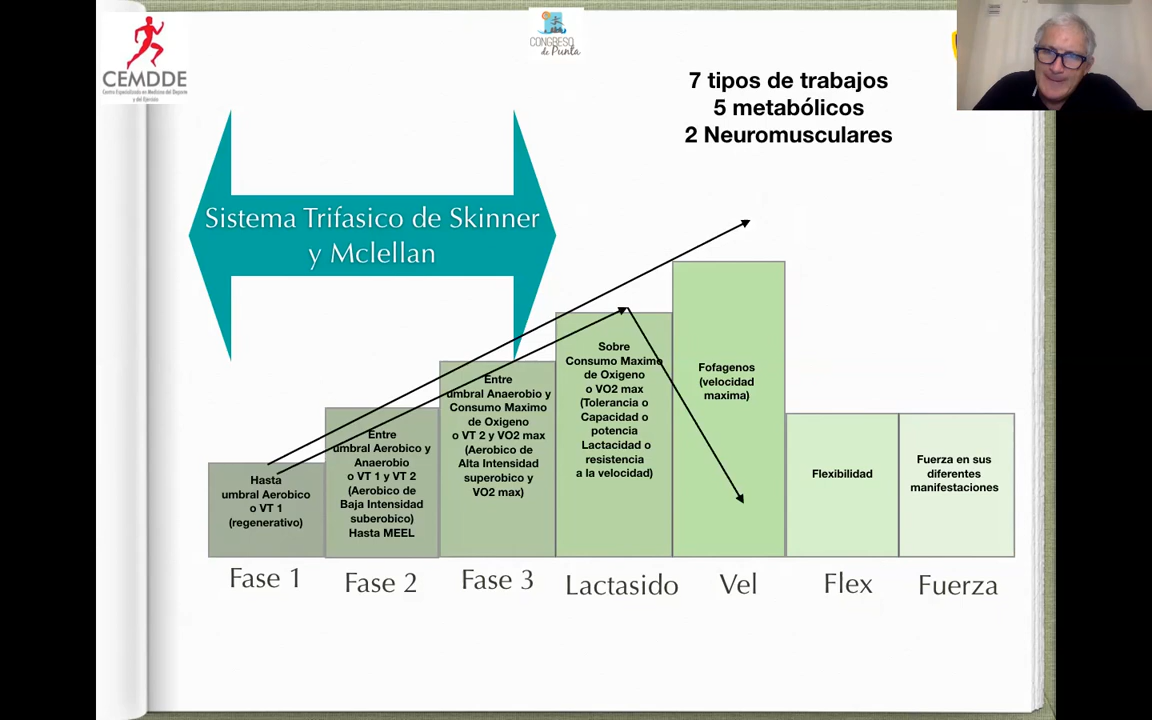 CEMDDE
Centro Especializado en Medicina del Deporte
y del Ejercicio
CONGRESO
de Punta
7 tipos de trabajos
5 metabólicos
2 Neuromusculares
Sistema Trifasico de Skinner
y Mclellan
Hasta
umbral Aerobico
o VT 1
(regenerativo)
Entre
umbral Aerobico y
Anaerobio
o VT 1 y VT 2
(Aerobico de
Baja Intensidad
suberobico)
Hasta MEEL
Entre
umbral Anaerobio y
Consumo Maximo
de Oxigeno
o VT 2 y VO2 max
(Aerobico de
Alta Intensidad
superobico y
VO2 max)
Sobre
Consumo Maximo
de Oxigeno
o VO2 max
(Tolerancia o
Capacidad o
potencia
Lactacidad o
resistencia
a la velocidad)
Fofagenos
(velocidad
maxima)
Flexibilidad
Fuerza en sus
diferentes
manifestaciones
Fase 1
Fase 2
Fase 3
Lactasido
Vel
Flex
Fuerza